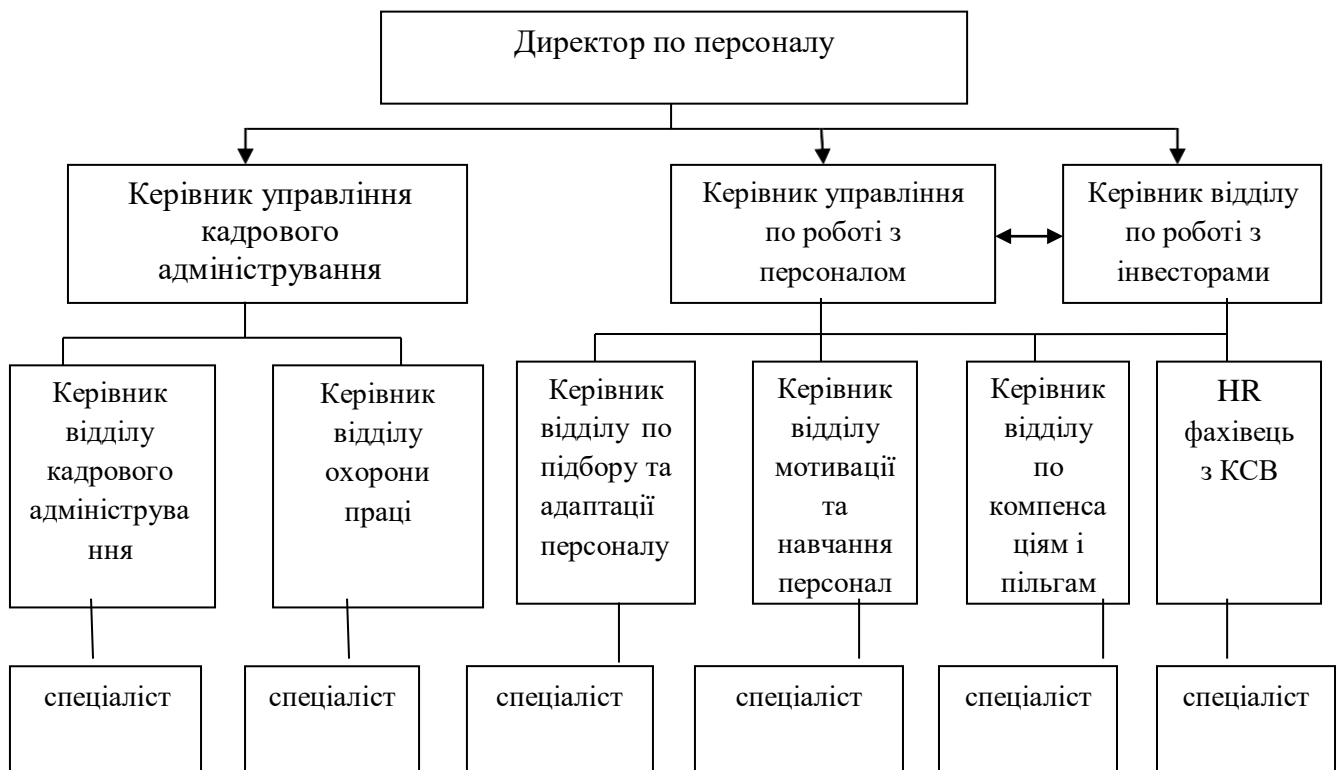 Директор по персоналу
Керівник управління
кадрового
адміністрування
Керівник управління
по роботі з
персоналом
Керівник відділу
по роботі з
інвесторами
Керівник
відділу
кадрового
адмініструва
ння
Керівник
відділу
охорони
праці
Керівник
відділу по
підбору та
адаптації
персоналу
Керівник
відділу
мотивації
та
навчання
персонал
Керівник
відділу
по
компенса
ціям і
пільгам
HR
фахівець
з КСВ
спеціаліст
спеціаліст
спеціаліст
спеціаліст
спеціаліст
спеціаліст